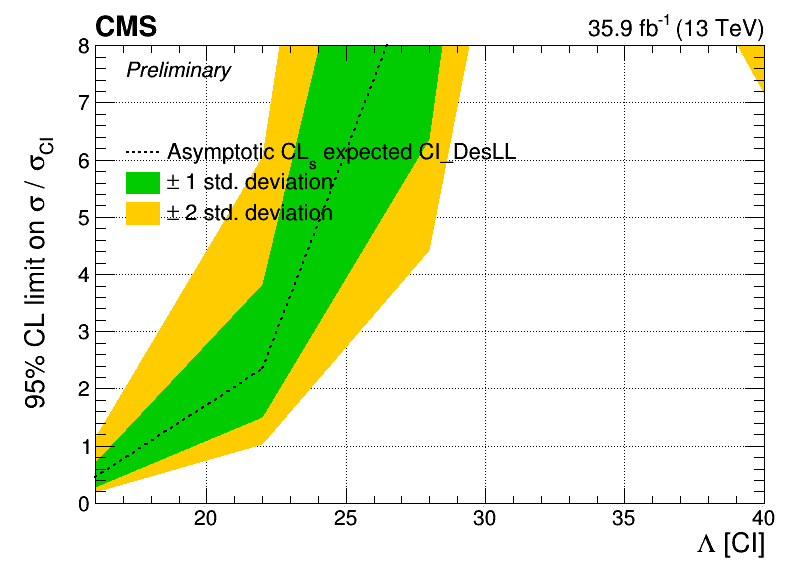 CMS 35.9 fb-1 (13 TeV)
Preliminary
Asymptotic CLs expected CI_DesLL
± 1 std. deviation
± 2 std. deviation
95% CL limit on σ / σCI
8
7
6
5
4
3
2
1
0
20 25 30 35 40
Λ [CI]